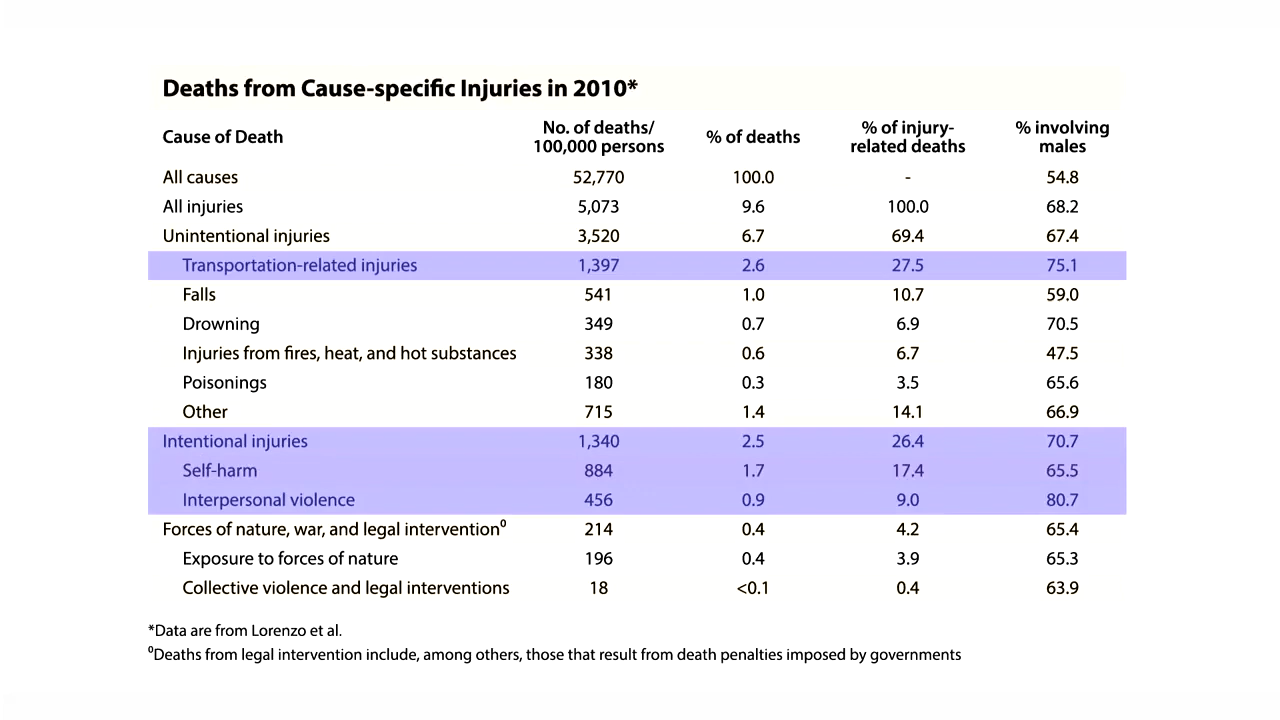 Deaths from Cause-specific Injuries in 2010*
Cause of Death No. of deaths/ 100,000 persons % of deaths % of injury-related deaths % involving males
All causes 52,770 100.0 - 54.8
All injuries 5,073 9.6 100.0 68.2
Unintentional injuries 3,520 6.7 69.4 67.4
Transportation-related injuries 1,397 2.6 27.5 75.1
Falls 541 1.0 10.7 59.0
Drowning 349 0.7 6.9 70.5
Injuries from fires, heat, and hot substances 338 0.6 6.7 47.5
Poisonings 180 0.3 3.5 65.6
Other 715 1.4 14.1 66.9
Intentional injuries 1,340 2.5 26.4 70.7
Self-harm 884 1.7 17.4 65.5
Interpersonal violence 456 0.9 9.0 80.7
Forces of nature, war, and legal intervention⁰ 214 0.4 4.2 65.4
Exposure to forces of nature 196 0.4 3.9 65.3
Collective violence and legal interventions 18 <0.1 0.4 63.9
*Data are from Lorenzo et al.
⁰Deaths from legal intervention include, among others, those that result from death penalties imposed by governments